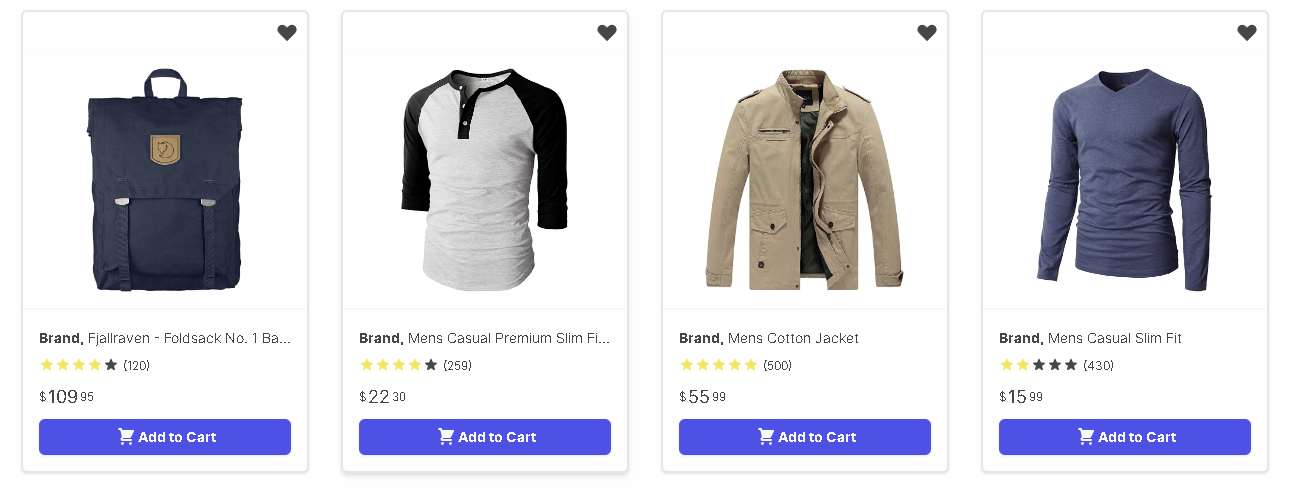 Brand, Fjallraven - Foldsack No. 1 Ba...
(120)
$109 95
Add to Cart
Brand, Mens Casual Premium Slim Fi...
(259)
$22 30
Add to Cart
Brand, Mens Cotton Jacket
(500)
$55 99
Add to Cart
Brand, Mens Casual Slim Fit
(430)
$15 99
Add to Cart